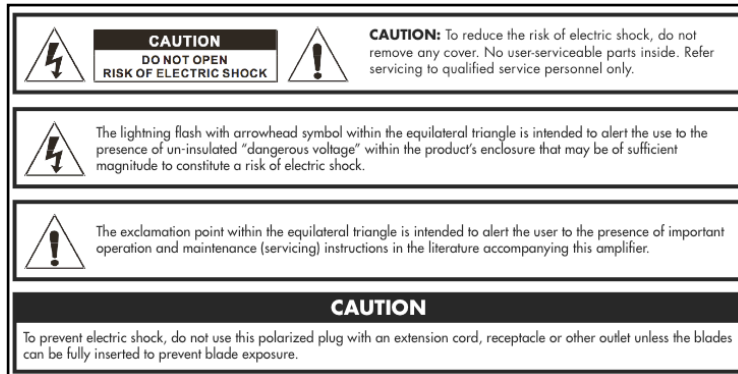 CAUTION
DO NOT OPEN
RISK OF ELECTRIC SHOCK
CAUTION: To reduce the risk of electric shock, do not
remove any cover. No user-serviceable parts inside. Refer
servicing to qualified service personnel only.
The lightning flash with arrowhead symbol within the equilateral triangle is intended to alert the use to the
presence of un-insulated “dangerous voltage” within the product’s enclosure that may be of sufficient
magnitude to constitute a risk of electric shock.
The exclamation point within the equilateral triangle is intended to alert the user to the presence of important
operation and maintenance (servicing) instructions in the literature accompanying this amplifier.
CAUTION
To prevent electric shock, do not use this polarized plug with an extension cord, receptacle or other outlet unless the blades
can be fully inserted to prevent blade exposure.